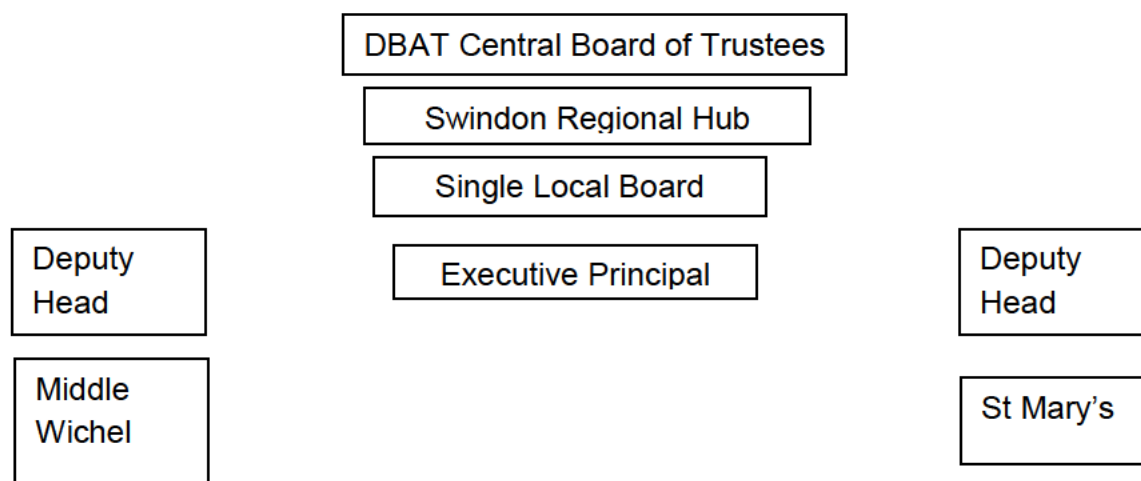 DBAT Central Board of Trustees
Swindon Regional Hub
Single Local Board
Executive Principal
Deputy
Head
Middle
Wichel
Deputy
Head
St Mary's